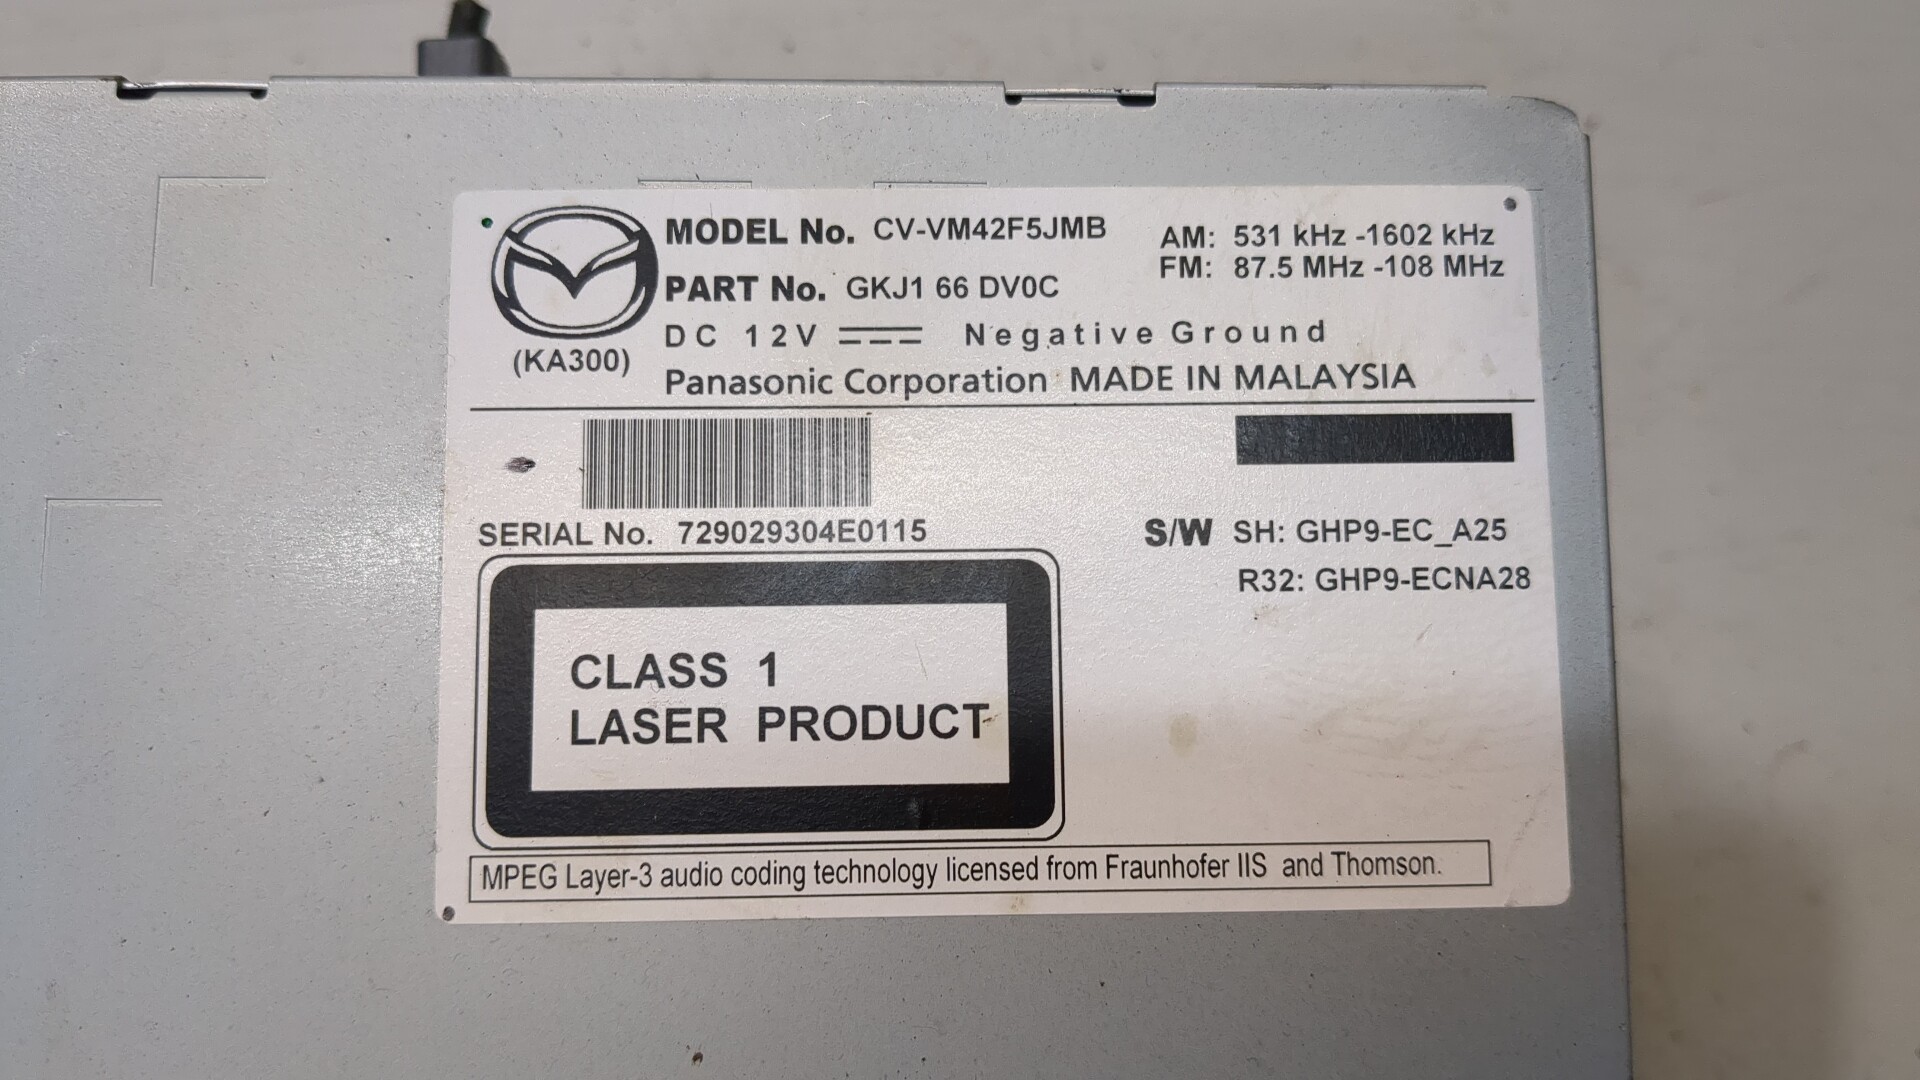 MODEL No. CV-VM42F5JMB
AM: 531 kHz -1602 kHz
FM: 87.5 MHz -108 MHz
PART No. GKJ1 66 DV0C
DC 12V Negative Ground
(KA300)
Panasonic Corporation MADE IN MALAYSIA
SERIAL No. 729029304E0115
S/W SH: GHP9-EC_A25
R32: GHP9-ECNA28
CLASS 1
LASER PRODUCT
MPEG Layer-3 audio coding technology licensed from Fraunhofer IIS and Thomson.